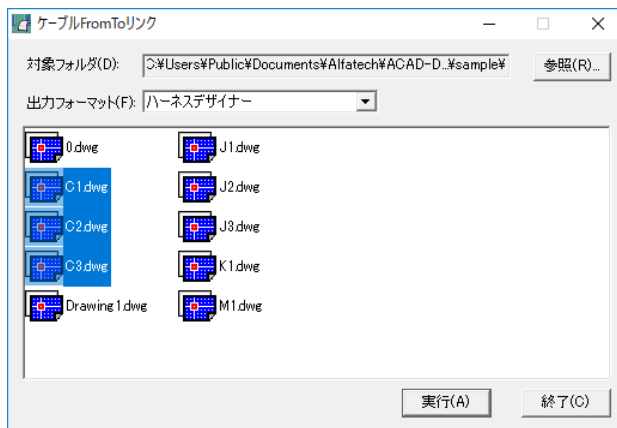 ケーブルFromToリンク
対象フォルダ(D): C:¥Users¥Public¥Documents¥Alfatech¥ACAD-D...¥sample¥ 参照(R)...
出力フォーマット(F): ハーネスデザイナー
0.dwg J1.dwg
C1.dwg J2.dwg
C2.dwg J3.dwg
C3.dwg K1.dwg
Drawing1.dwg M1.dwg
実行(A) 終了(C)